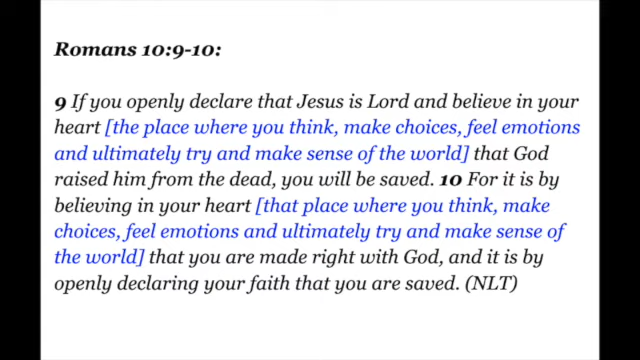 Romans 10:9-10:
9 If you openly declare that Jesus is Lord and believe in your
heart [the place where you think, make choices, feel emotions
and ultimately try and make sense of the world] that God
raised him from the dead, you will be saved. 10 For it is by
believing in your heart [that place where you think, make
choices, feel emotions and ultimately try and make sense of
the world] that you are made right with God, and it is by
openly declaring your faith that you are saved. (NLT)